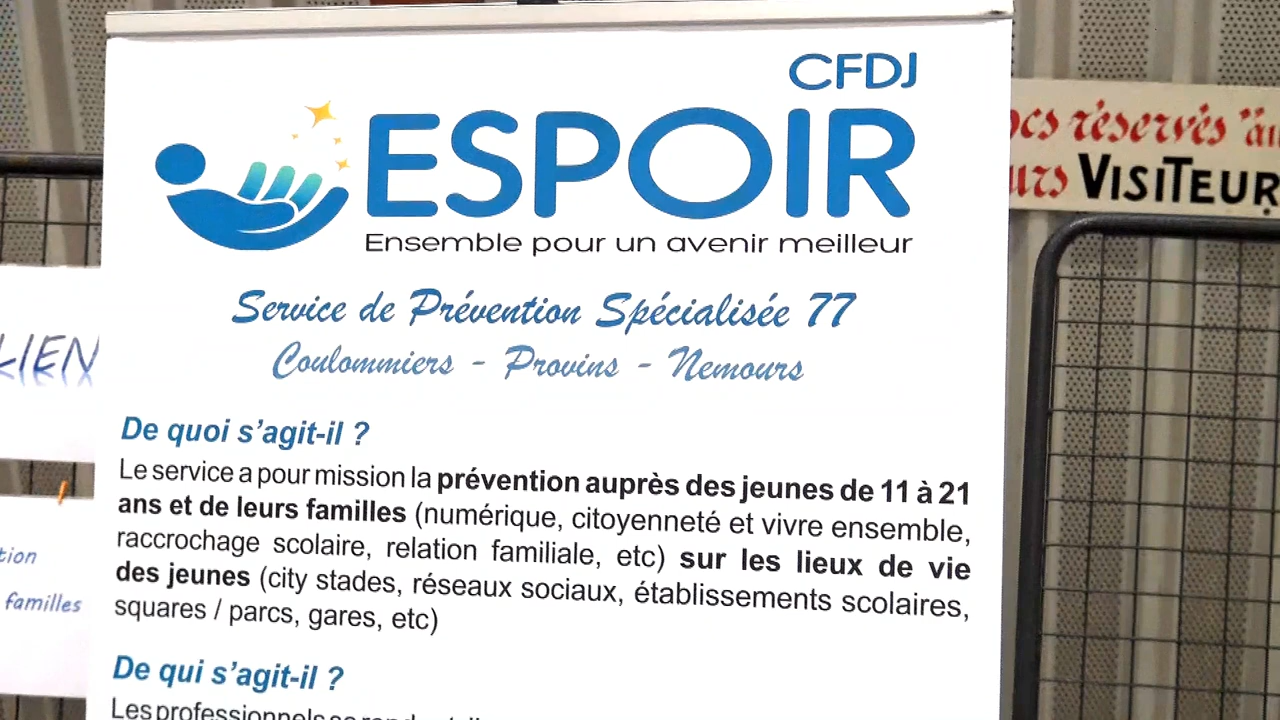 CFDJ
ESPOIR
Ensemble pour un avenir meilleur
Service de Prévention Spécialisée 77
Coulommiers - Provins - Nemours
De quoi s'agit-il ?
Le service a pour mission la prévention auprès des jeunes de 11 à 21
ans et de leurs familles (numérique, citoyenneté et vivre ensemble,
raccrochage scolaire, relation familiale, etc) sur les lieux de vie
des jeunes (city stades, réseaux sociaux, établissements scolaires,
squares / parcs, gares, etc)
De qui s'agit-il ?
Les professionnels
réservés
VISITEUR
LIEN
familles